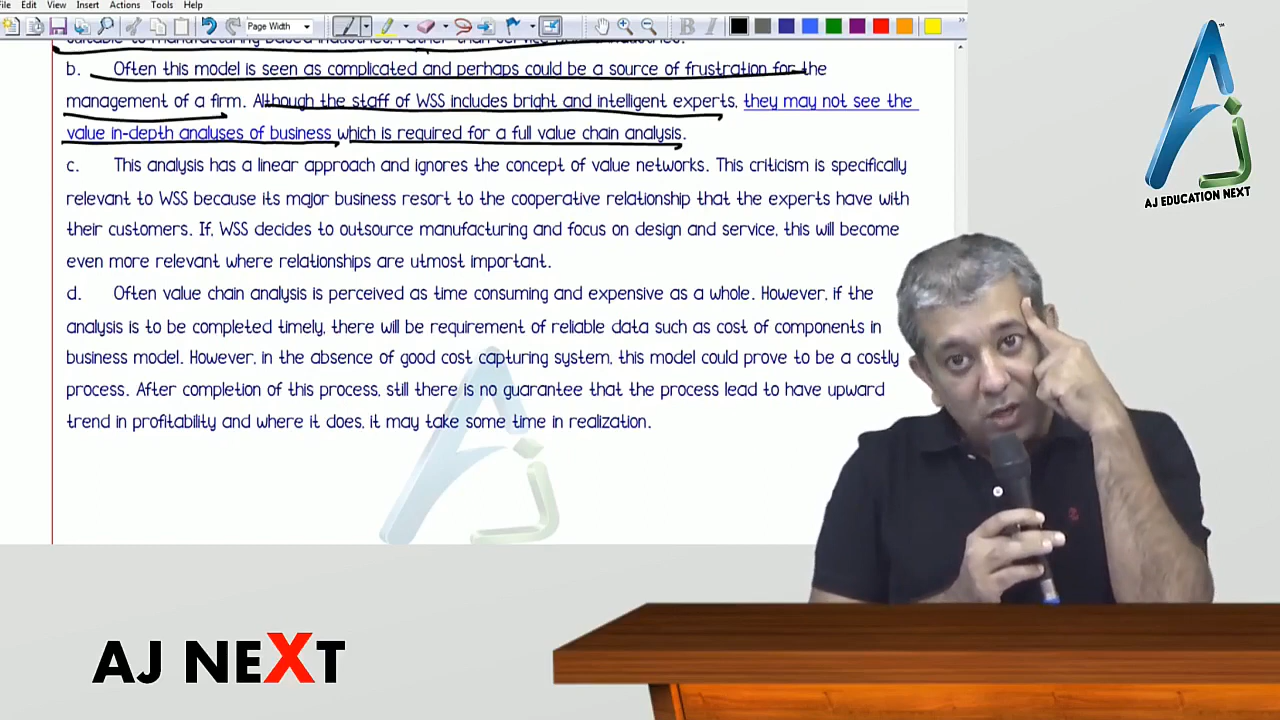 File Edit View Insert Actions Tools Help
Page Width
B I
suitable to manufacturing based industries, rather than service industries.
b. Often this model is seen as complicated and perhaps could be a source of frustration for the
management of a firm. Although the staff of WSS includes bright and intelligent experts, they may not see the
value in-depth analyses of business which is required for a full value chain analysis.
c. This analysis has a linear approach and ignores the concept of value networks. This criticism is specifically
relevant to WSS because its major business resort to the cooperative relationship that the experts have with
their customers. If, WSS decides to outsource manufacturing and focus on design and service, this will become
even more relevant where relationships are utmost important.
d. Often value chain analysis is perceived as time consuming and expensive as a whole. However, if the
analysis is to be completed timely, there will be requirement of reliable data such as cost of components in
business model. However, in the absence of good cost capturing system, this model could prove to be a costly
process. After completion of this process, still there is no guarantee that the process lead to have upward
trend in profitability and where it does, it may take some time in realization.
AJ EDUCATION NEXT
AJ NEXT